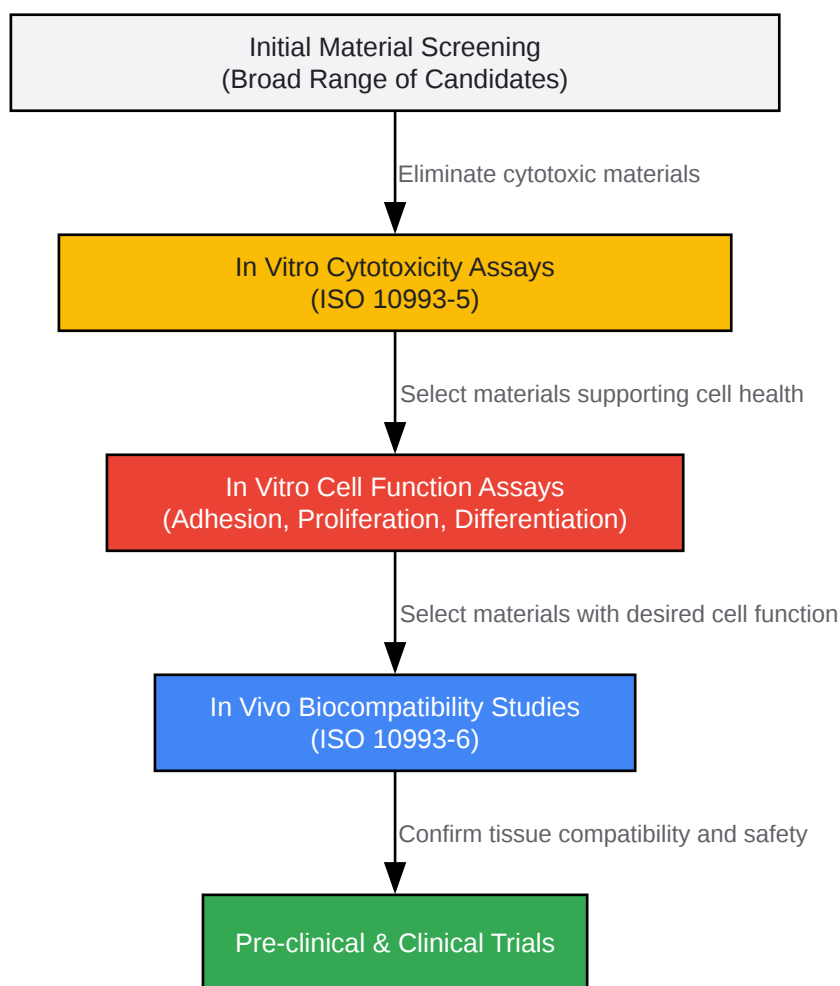 Initial Material Screening
(Broad Range of Candidates)
Eliminate cytotoxic materials
In Vitro Cytotoxicity Assays
(ISO 10993-5)
Select materials supporting cell health
In Vitro Cell Function Assays
(Adhesion, Proliferation, Differentiation)
Select materials with desired cell function
In Vivo Biocompatibility Studies
(ISO 10993-6)
Confirm tissue compatibility and safety
Pre-clinical & Clinical Trials